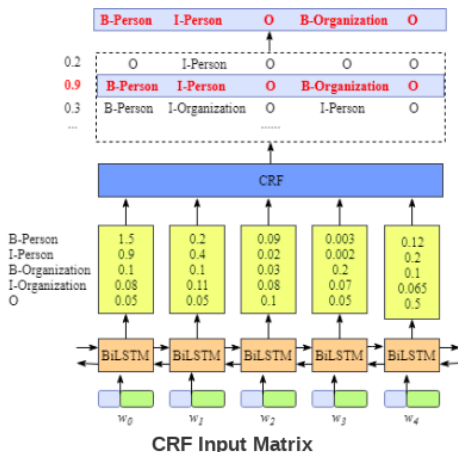 B-Person I-Person O B-Organization O
0.2 O I-Person O O O
0.9 B-Person I-Person O B-Organization O
0.3 B-Person I-Organization O I-Person O
... ......
CRF
B-Person 1.5 0.2 0.09 0.003 0.12
I-Person 0.9 0.4 0.02 0.002 0.2
B-Organization 0.1 0.1 0.03 0.2 0.1
I-Organization 0.08 0.11 0.08 0.07 0.065
O 0.05 0.05 0.1 0.05 0.5
BiLSTM BiLSTM BiLSTM BiLSTM BiLSTM
w0 w1 w2 w3 w4
CRF Input Matrix